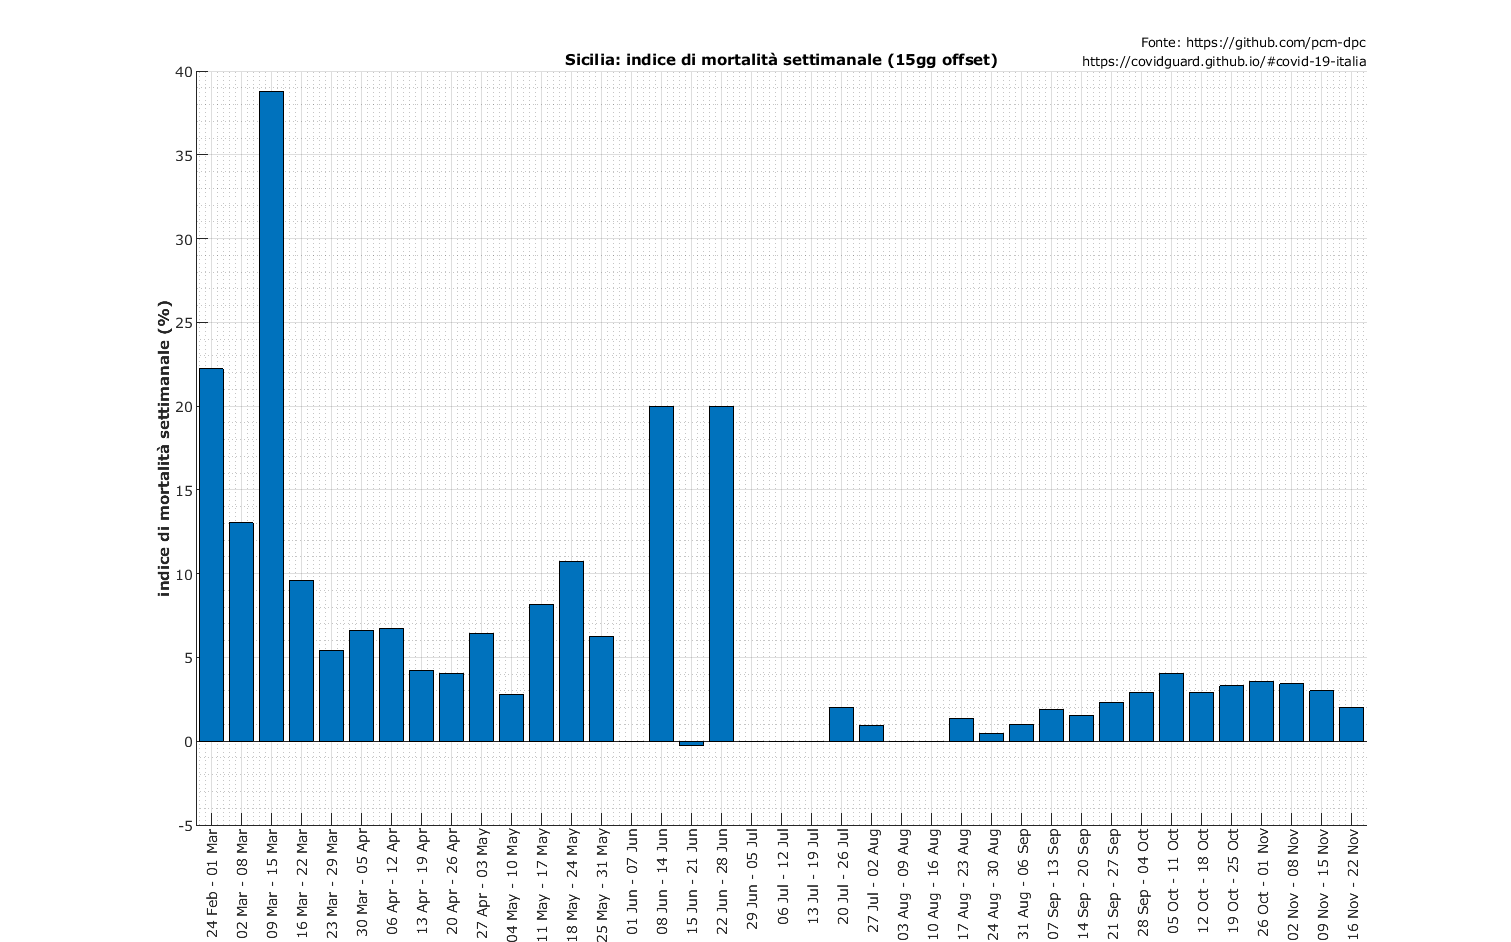 Fonte: https://github.com/pcm-dpc
https://covidguard.github.io/#covid-19-italia
Sicilia: indice di mortalità settimanale (15gg offset)
indice di mortalità settimanale (%)
40
35
30
25
20
15
10
5
0
-5
24 Feb - 01 Mar
02 Mar - 08 Mar
09 Mar - 15 Mar
16 Mar - 22 Mar
23 Mar - 29 Mar
30 Mar - 05 Apr
06 Apr - 12 Apr
13 Apr - 19 Apr
20 Apr - 26 Apr
27 Apr - 03 May
04 May - 10 May
11 May - 17 May
18 May - 24 May
25 May - 31 May
01 Jun - 07 Jun
08 Jun - 14 Jun
15 Jun - 21 Jun
22 Jun - 28 Jun
29 Jun - 05 Jul
06 Jul - 12 Jul
13 Jul - 19 Jul
20 Jul - 26 Jul
27 Jul - 02 Aug
03 Aug - 09 Aug
10 Aug - 16 Aug
17 Aug - 23 Aug
24 Aug - 30 Aug
31 Aug - 06 Sep
07 Sep - 13 Sep
14 Sep - 20 Sep
21 Sep - 27 Sep
28 Sep - 04 Oct
05 Oct - 11 Oct
12 Oct - 18 Oct
19 Oct - 25 Oct
26 Oct - 01 Nov
02 Nov - 08 Nov
09 Nov - 15 Nov
16 Nov - 22 Nov